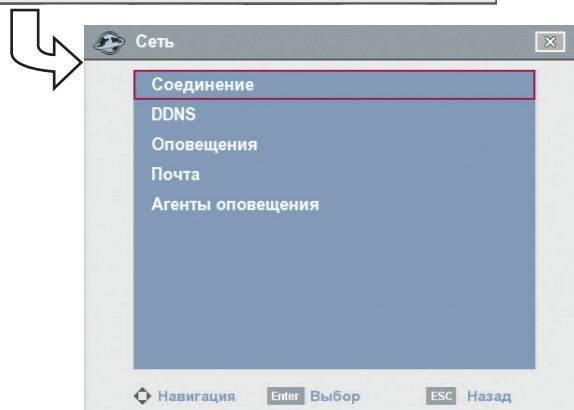 Сеть
Соединение
DDNS
Оповещения
Почта
Агенты оповещения
Навигация Enter Выбор ESC Назад